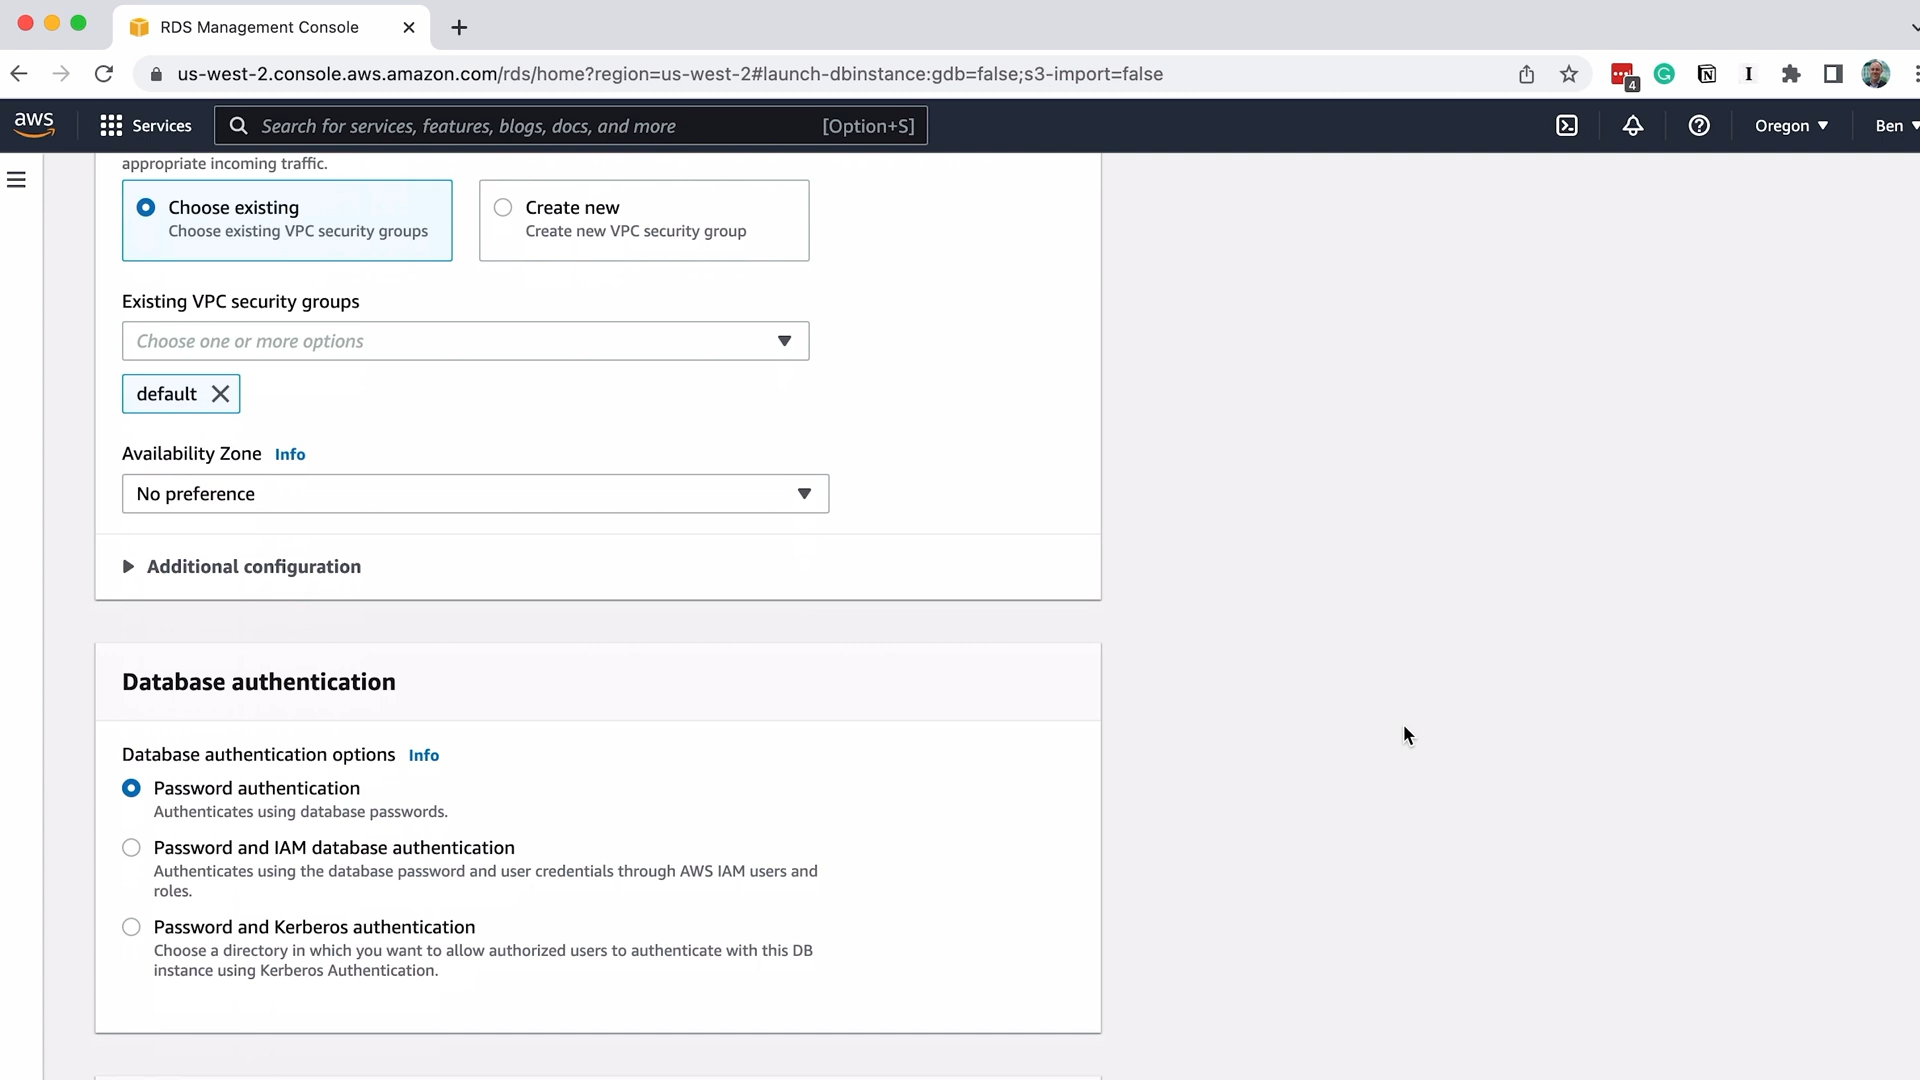 RDS Management Console
us-west-2.console.aws.amazon.com/rds/home?region=us-west-2#launch-dbinstance:gdb=false;s3-import=false
4
aws
Services
Search for services, features, blogs, docs, and more
[Option+S]
Oregon
Ben
appropriate incoming traffic.
Choose existing
Choose existing VPC security groups
Create new
Create new VPC security group
Existing VPC security groups
Choose one or more options
default
Availability Zone Info
No preference
Additional configuration
Database authentication
Database authentication options Info
Password authentication
Authenticates using database passwords.
Password and IAM database authentication
Authenticates using the database password and user credentials through AWS IAM users and
roles.
Password and Kerberos authentication
Choose a directory in which you want to allow authorized users to authenticate with this DB
instance using Kerberos Authentication.